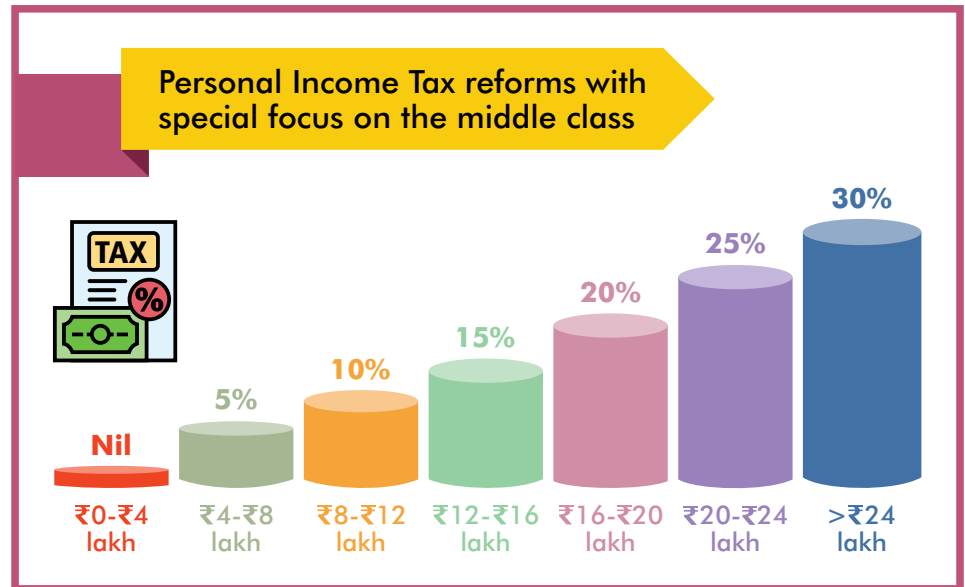 Personal Income Tax reforms with
special focus on the middle class
TAX
%
Nil
5%
10%
15%
20%
25%
30%
₹0-₹4
lakh
₹4-₹8
lakh
₹8-₹12
lakh
₹12-₹16
lakh
₹16-₹20
lakh
₹20-₹24
lakh
>₹24
lakh